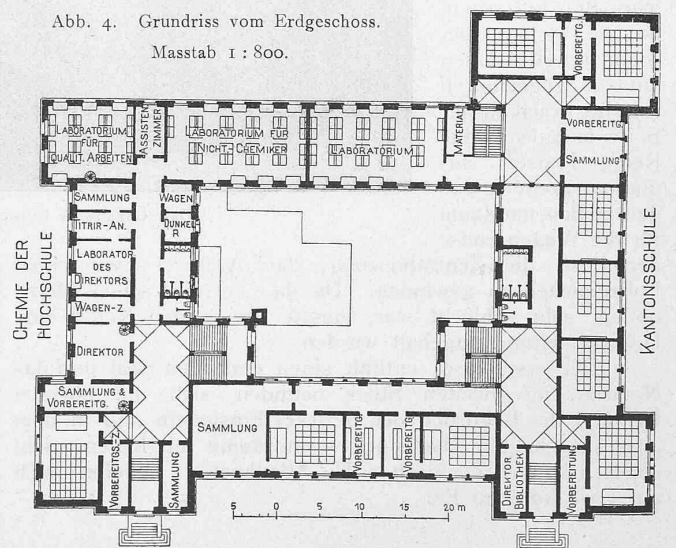 Abb. 4. Grundriss vom Erdgeschoss.
Masstab 1 : 800.
VORBEREITG.
LABORATORIUM
FÜR
QUALIT. ARBEITEN
ASSISTEN
ZIMMER
LABORATORIUM FÜR
NICHT-CHEMIKER
LABORATORIUM
MATERIAL
VORBEREITG.
SAMMLUNG
SAMMLUNG
WAGEN
TITRIR-AN.
DUNKEL
R
LABORATOR
DES
DIREKTORS
WAGEN-Z.
DIREKTOR
CHEMIE DER
HOCHSCHULE
KANTONSSCHULE
SAMMLUNG &
VORBEREITG.
VORBEREITGS-Z.
SAMMLUNG
SAMMLUNG
VORBEREITG.
VORBEREITG.
DIREKTOR
BIBLIOTHEK
VORBEREITUNG
5 0 5 10 15 20 m